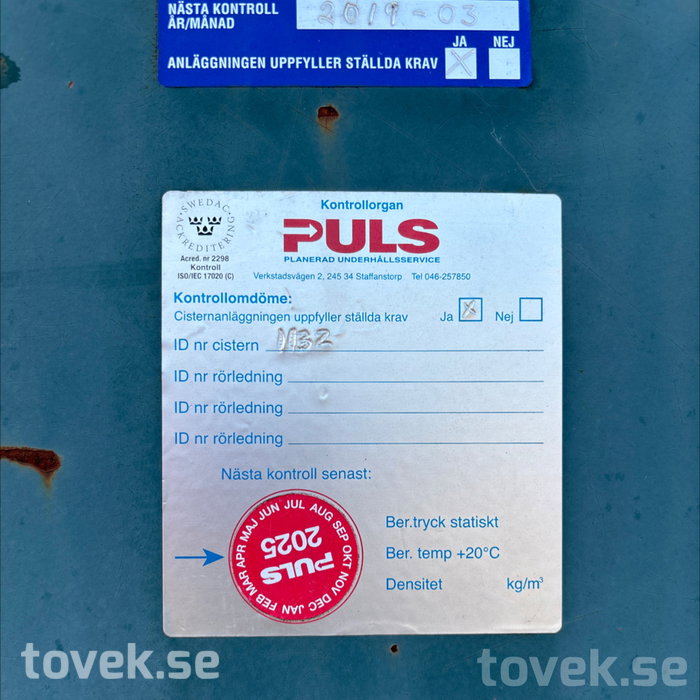 NÄSTA KONTROLL
ÅR/MÅNAD
2019-03
JA NEJ
ANLÄGGNINGEN UPPFYLLER STÄLLDA KRAV X
SWEDAC
ACKREDITERING
Acred. nr 2298
Kontroll
ISO/IEC 17020 (C)
Kontrollorgan
PULS
PLANERAD UNDERHÅLLSSERVICE
Verkstadsvägen 2, 245 34 Staffanstorp Tel 046-257850
Kontrollomdöme:
Cisternanläggningen uppfyller ställda krav Ja X Nej
ID nr cistern 1132
ID nr rörledning
ID nr rörledning
ID nr rörledning
Nästa kontroll senast:
JAN FEB MAR APR MAJ JUN JUL AUG SEP OKT NOV DEC
PULS
2025
Ber.tryck statiskt
Ber. temp +20°C
Densitet kg/m³
tovek.se
tovek.se